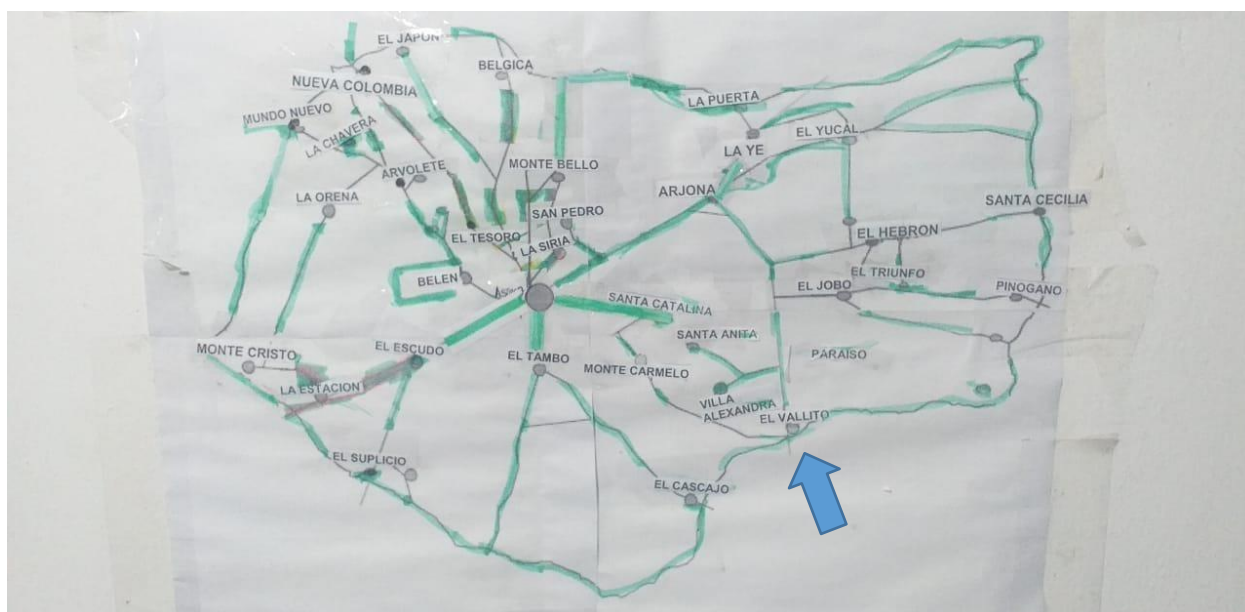 EL JAPON
BELGICA
NUEVA COLOMBIA
MUNDO NUEVO
LA PUERTA
LA CHAVERA
EL YUCAL
LA YE
ARVOLETE
MONTE BELLO
LA ORENA
ARJONA
SANTA CECILIA
SAN PEDRO
EL TESORO
LA SIRIA
EL HEBRON
BELEN
EL TRIUNFO
EL JOBO
PINOGANO
SANTA CATALINA
SANTA ANITA
EL ESCUDO
MONTE CRISTO
EL TAMBO
PARAISO
MONTE CARMELO
LA ESTACION
VILLA
ALEXANDRA
EL VALLITO
EL SUPLICIO
EL CASCAJO